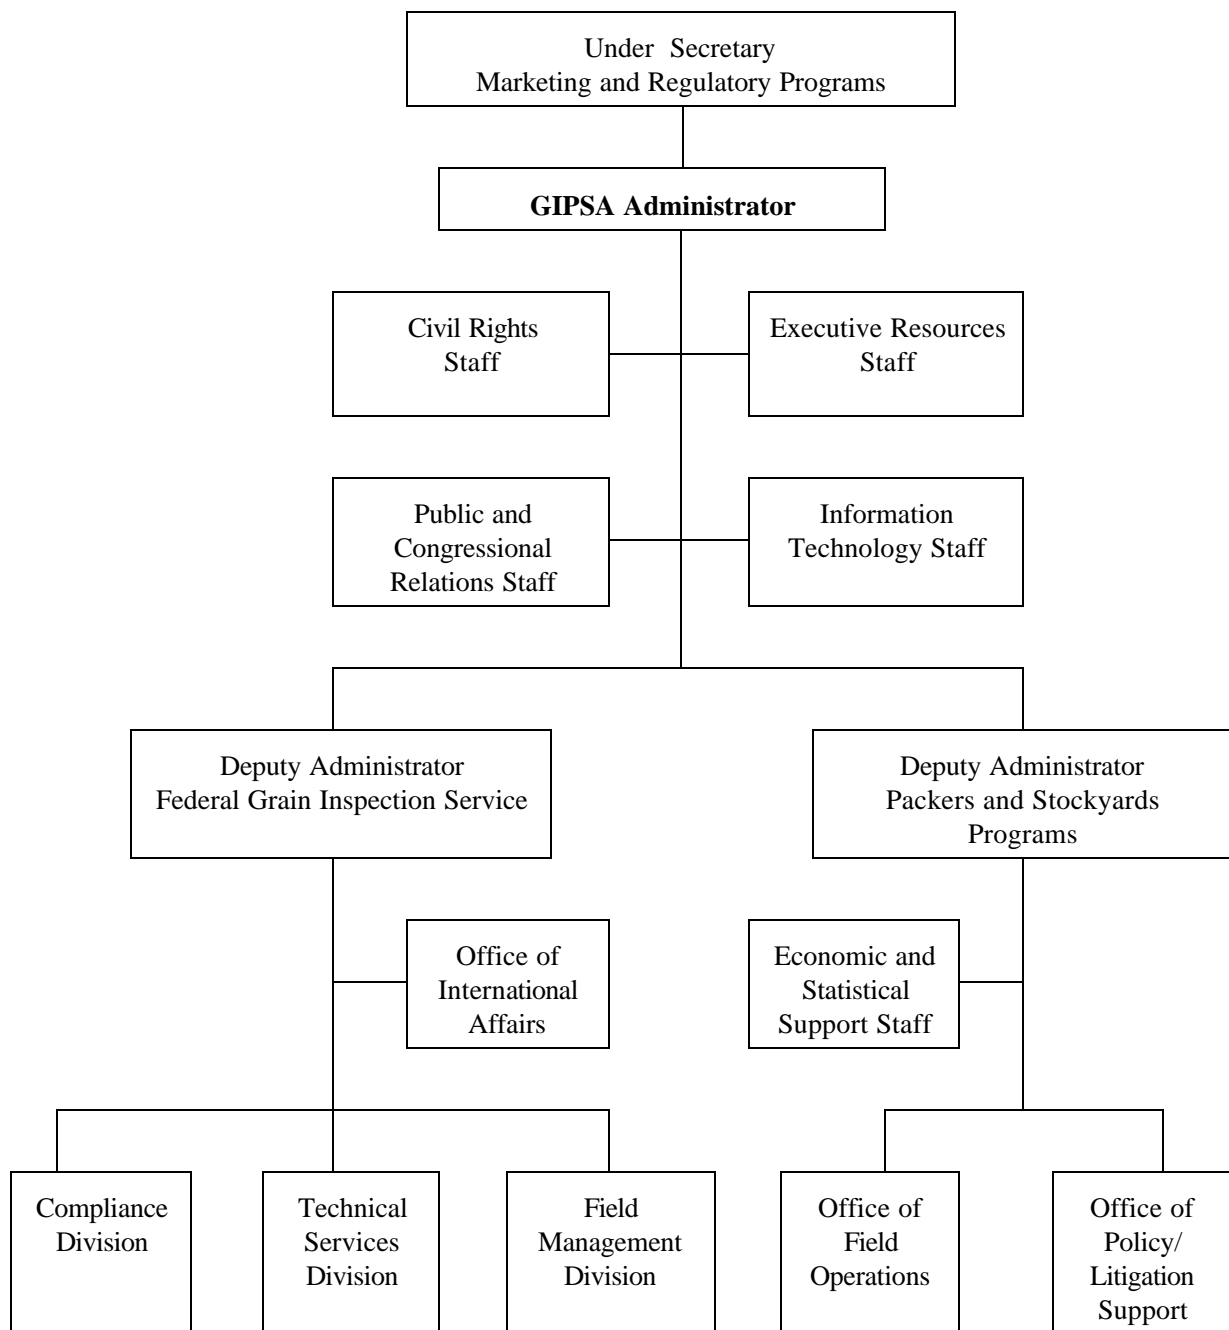 Under Secretary
Marketing and Regulatory Programs
GIPSA Administrator
Civil Rights
Staff
Executive Resources
Staff
Public and
Congressional
Relations Staff
Information
Technology Staff
Deputy Administrator
Federal Grain Inspection Service
Deputy Administrator
Packers and Stockyards
Programs
Office of
International
Affairs
Economic and
Statistical
Support Staff
Compliance
Division
Technical
Services
Division
Field
Management
Division
Office of
Field
Operations
Office of
Policy/
Litigation
Support